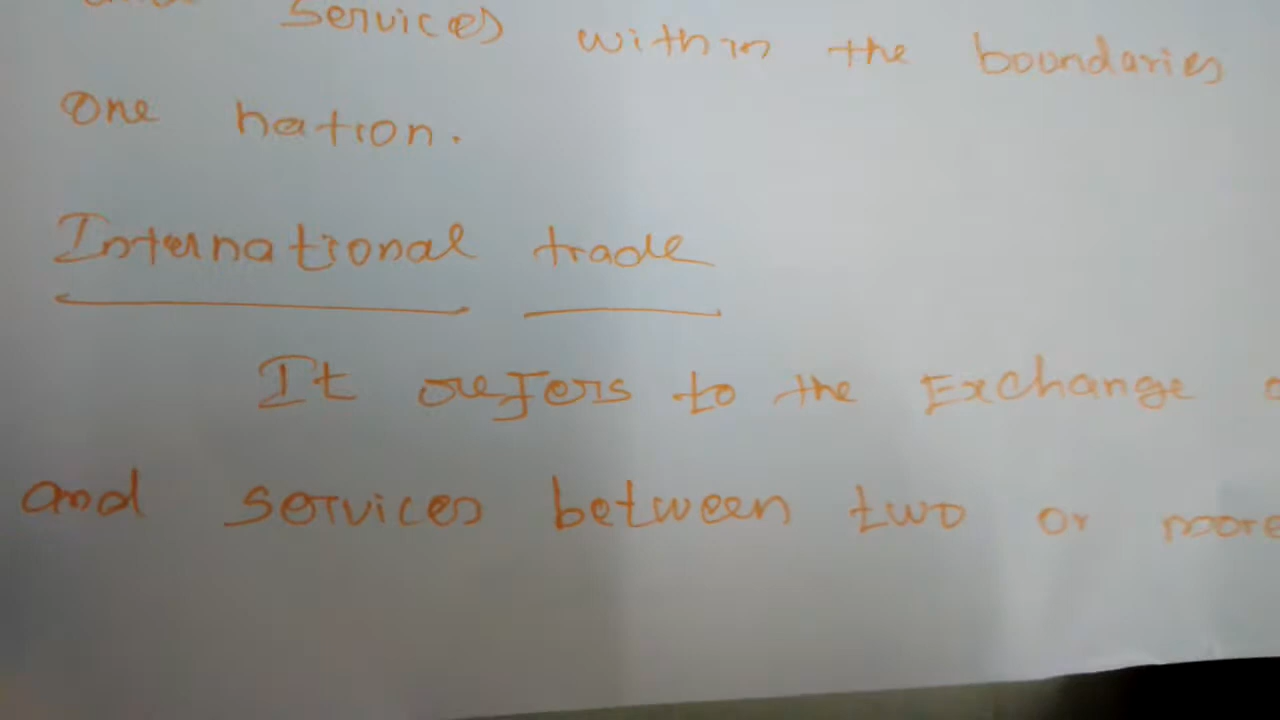 services within the boundaries
one nation.
International trade
It refers to the Exchange
and services between two or more